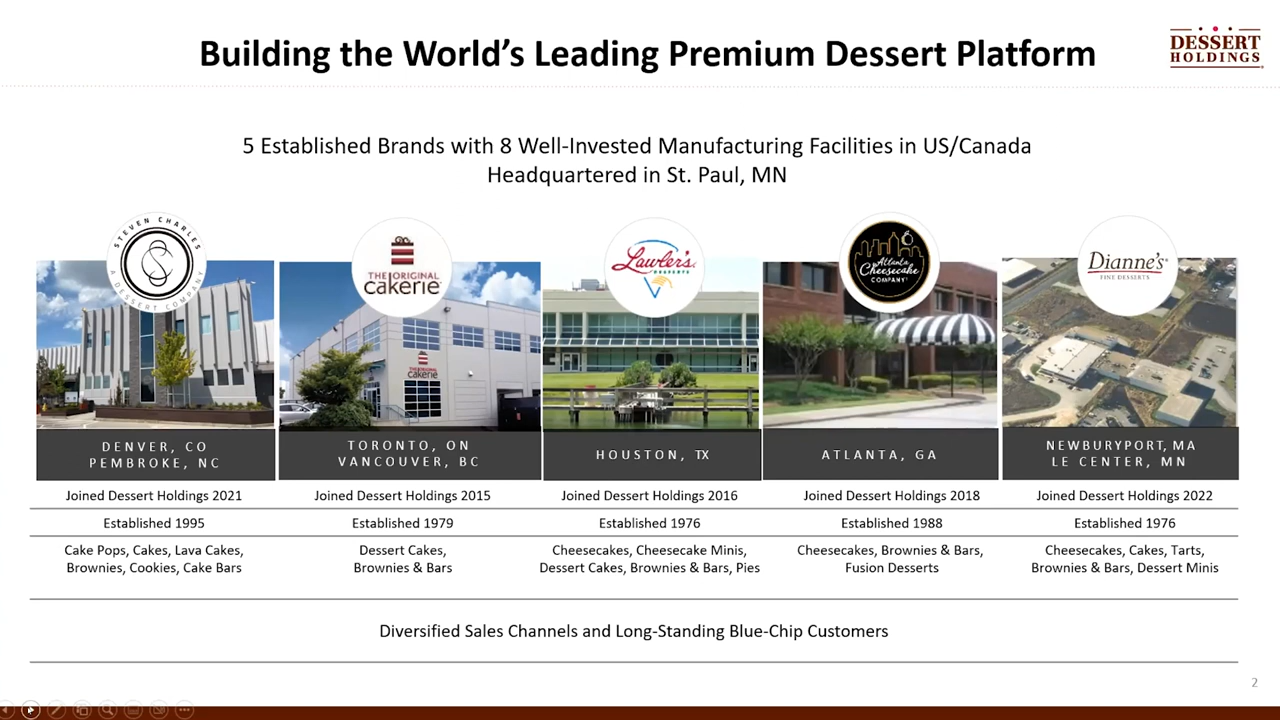 Building the World's Leading Premium Dessert Platform
DESSERT
HOLDINGS
5 Established Brands with 8 Well-Invested Manufacturing Facilities in US/Canada
Headquartered in St. Paul, MN
STEVEN CHARLES
A DESSERT COMPANY
THE ORIGINAL
cakerie
Lawler's
DESSERTS
Atlanta
Cheesecake
COMPANY
Dianne's
FINE DESSERTS
THE ORIGINAL
cakerie
DENVER, CO
PEMBROKE, NC
TORONTO, ON
VANCOUVER, BC
HOUSTON, TX
ATLANTA, GA
NEWBURYPORT, MA
LE CENTER, MN
Joined Dessert Holdings 2021
Joined Dessert Holdings 2015
Joined Dessert Holdings 2016
Joined Dessert Holdings 2018
Joined Dessert Holdings 2022
Established 1995
Established 1979
Established 1976
Established 1988
Established 1976
Cake Pops, Cakes, Lava Cakes,
Brownies, Cookies, Cake Bars
Dessert Cakes,
Brownies & Bars
Cheesecakes, Cheesecake Minis,
Dessert Cakes, Brownies & Bars, Pies
Cheesecakes, Brownies & Bars,
Fusion Desserts
Cheesecakes, Cakes, Tarts,
Brownies & Bars, Dessert Minis
Diversified Sales Channels and Long-Standing Blue-Chip Customers
2